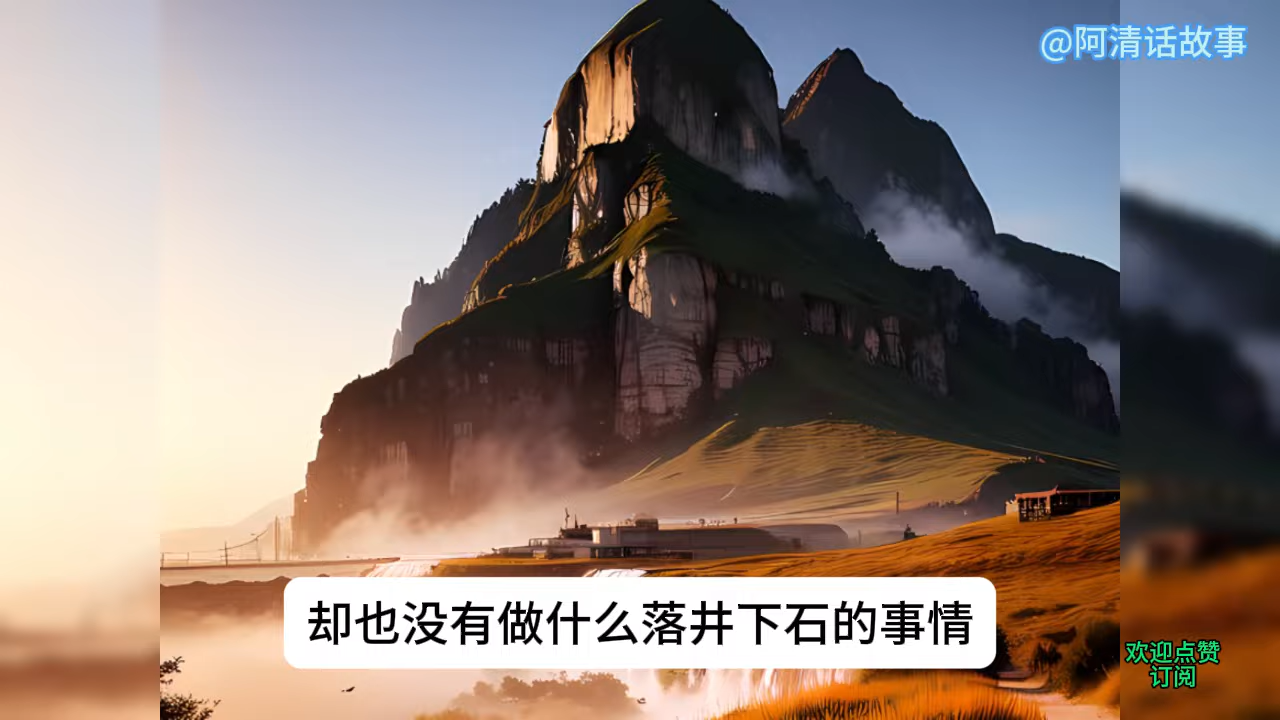 @阿清话故事
却也没有做什么落井下石的事情
欢迎点赞
订阅